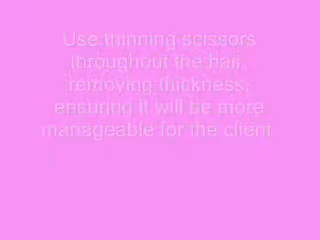 Use thinning scissors
throughout the hair,
removing thickness,
ensuring it will be more
manageable for the client